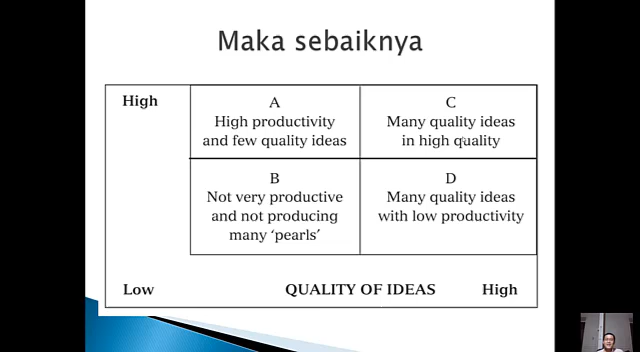 Maka sebaiknya
High
A
High productivity
and few quality ideas
C
Many quality ideas
in high quality
B
Not very productive
and not producing
many ‘pearls’
D
Many quality ideas
with low productivity
Low QUALITY OF IDEAS High